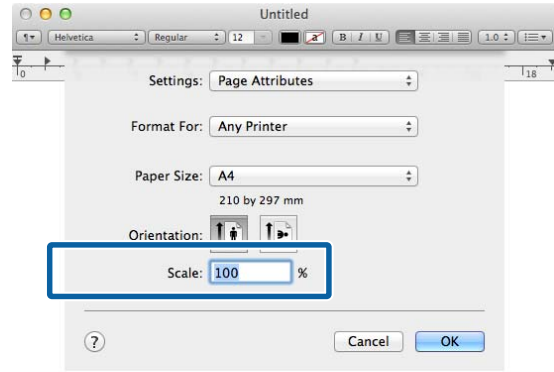 Untitled
¶ Helvetica Regular 12 a B I U 1.0
0 18
Settings: Page Attributes
Format For: Any Printer
Paper Size: A4
210 by 297 mm
Orientation:
Scale: 100 %
? Cancel OK